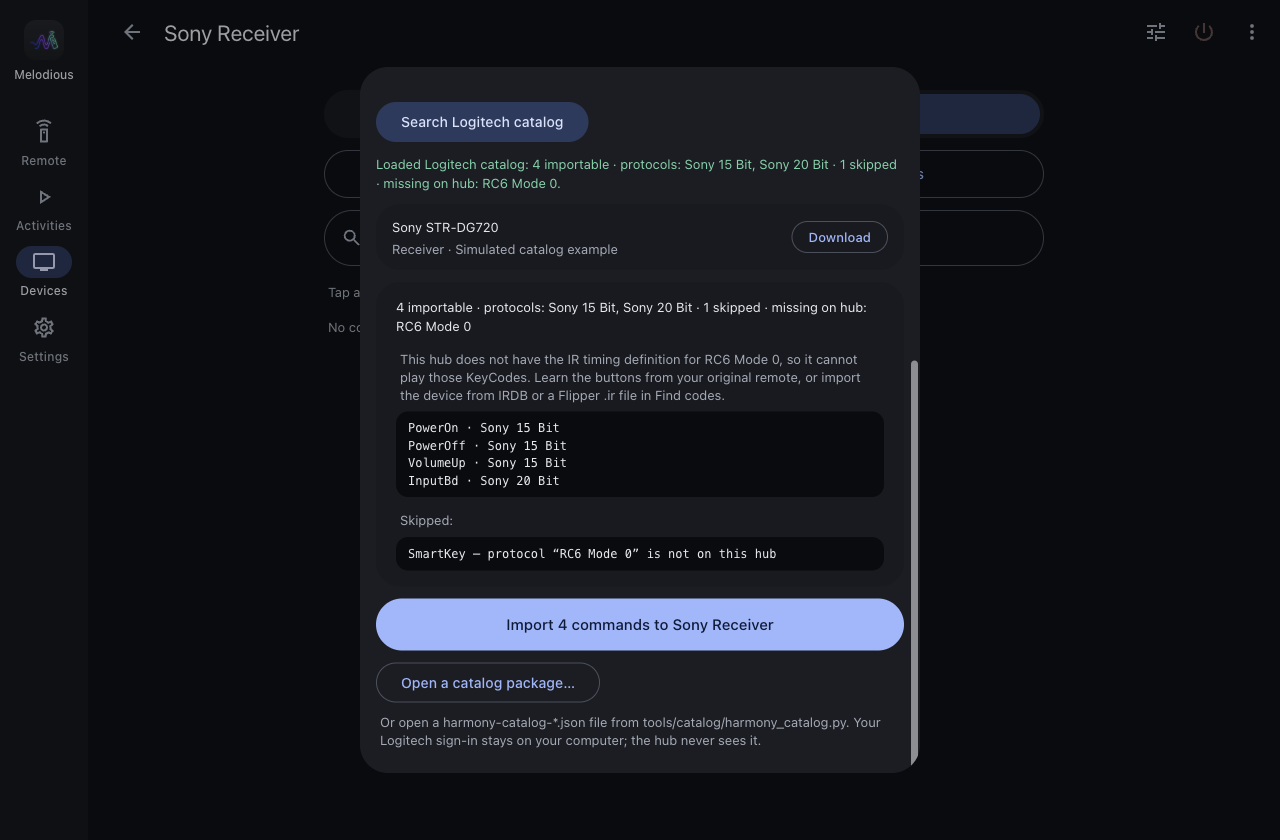 Sony Receiver
Melodious
Remote
Activities
Devices
Settings
Search Logitech catalog
Loaded Logitech catalog: 4 importable · protocols: Sony 15 Bit, Sony 20 Bit · 1 skipped
· missing on hub: RC6 Mode 0.
Sony STR-DG720
Receiver · Simulated catalog example
Download
4 importable · protocols: Sony 15 Bit, Sony 20 Bit · 1 skipped · missing on hub:
RC6 Mode 0
This hub does not have the IR timing definition for RC6 Mode 0, so it cannot
play those KeyCodes. Learn the buttons from your original remote, or import
the device from IRDB or a Flipper .ir file in Find codes.
PowerOn · Sony 15 Bit
PowerOff · Sony 15 Bit
VolumeUp · Sony 15 Bit
InputBd · Sony 20 Bit
Skipped:
SmartKey — protocol “RC6 Mode 0” is not on this hub
Import 4 commands to Sony Receiver
Open a catalog package…
Or open a harmony-catalog-*.json file from tools/catalog/harmony_catalog.py. Your
Logitech sign-in stays on your computer; the hub never sees it.
Tap
No